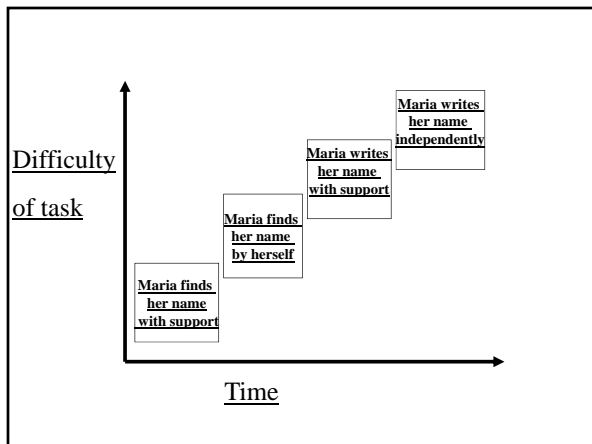 Maria writes
her name
independently
Maria writes
her name
with support
Difficulty
of task
Maria finds
her name
by herself
Maria finds
her name
with support
Time